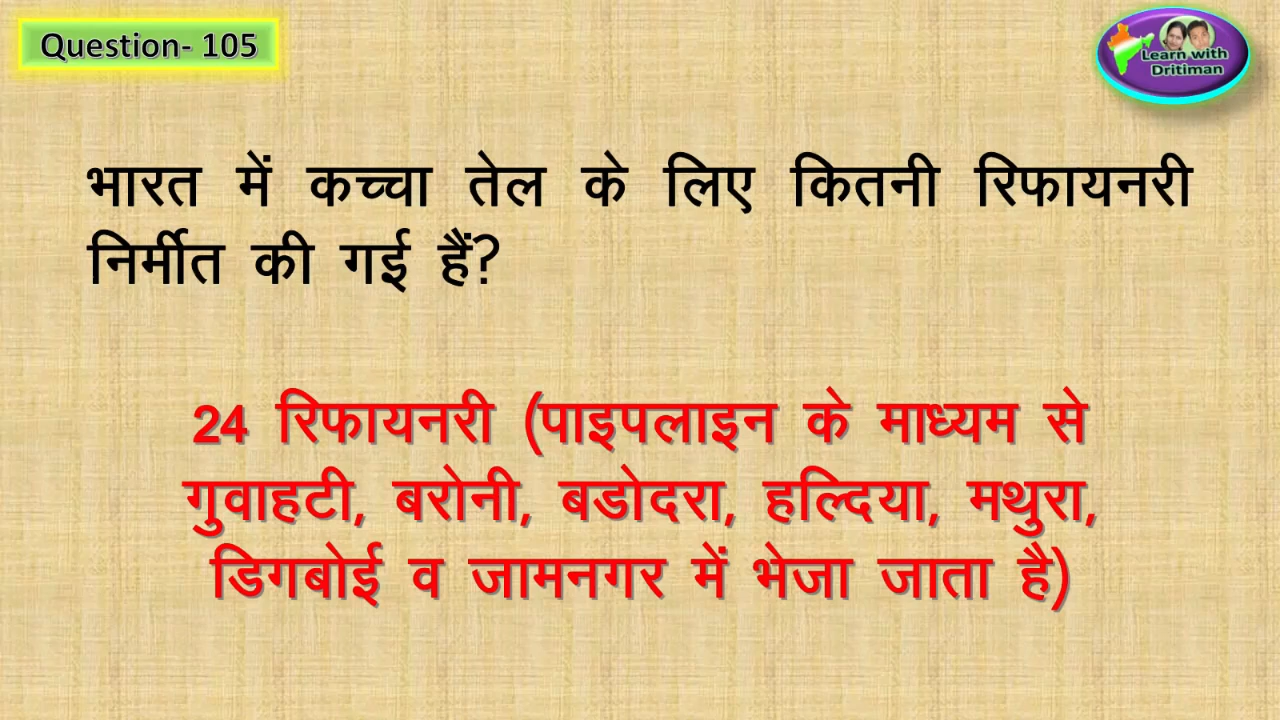 Question- 105
Learn with
Dritiman
भारत में कच्चा तेल के लिए कितनी रिफायनरी
निर्मीत की गई हैं?
24 रिफायनरी (पाइपलाइन के माध्यम से
गुवाहटी, बरोनी, बडोदरा, हल्दिया, मथुरा,
डिगबोई व जामनगर में भेजा जाता है)